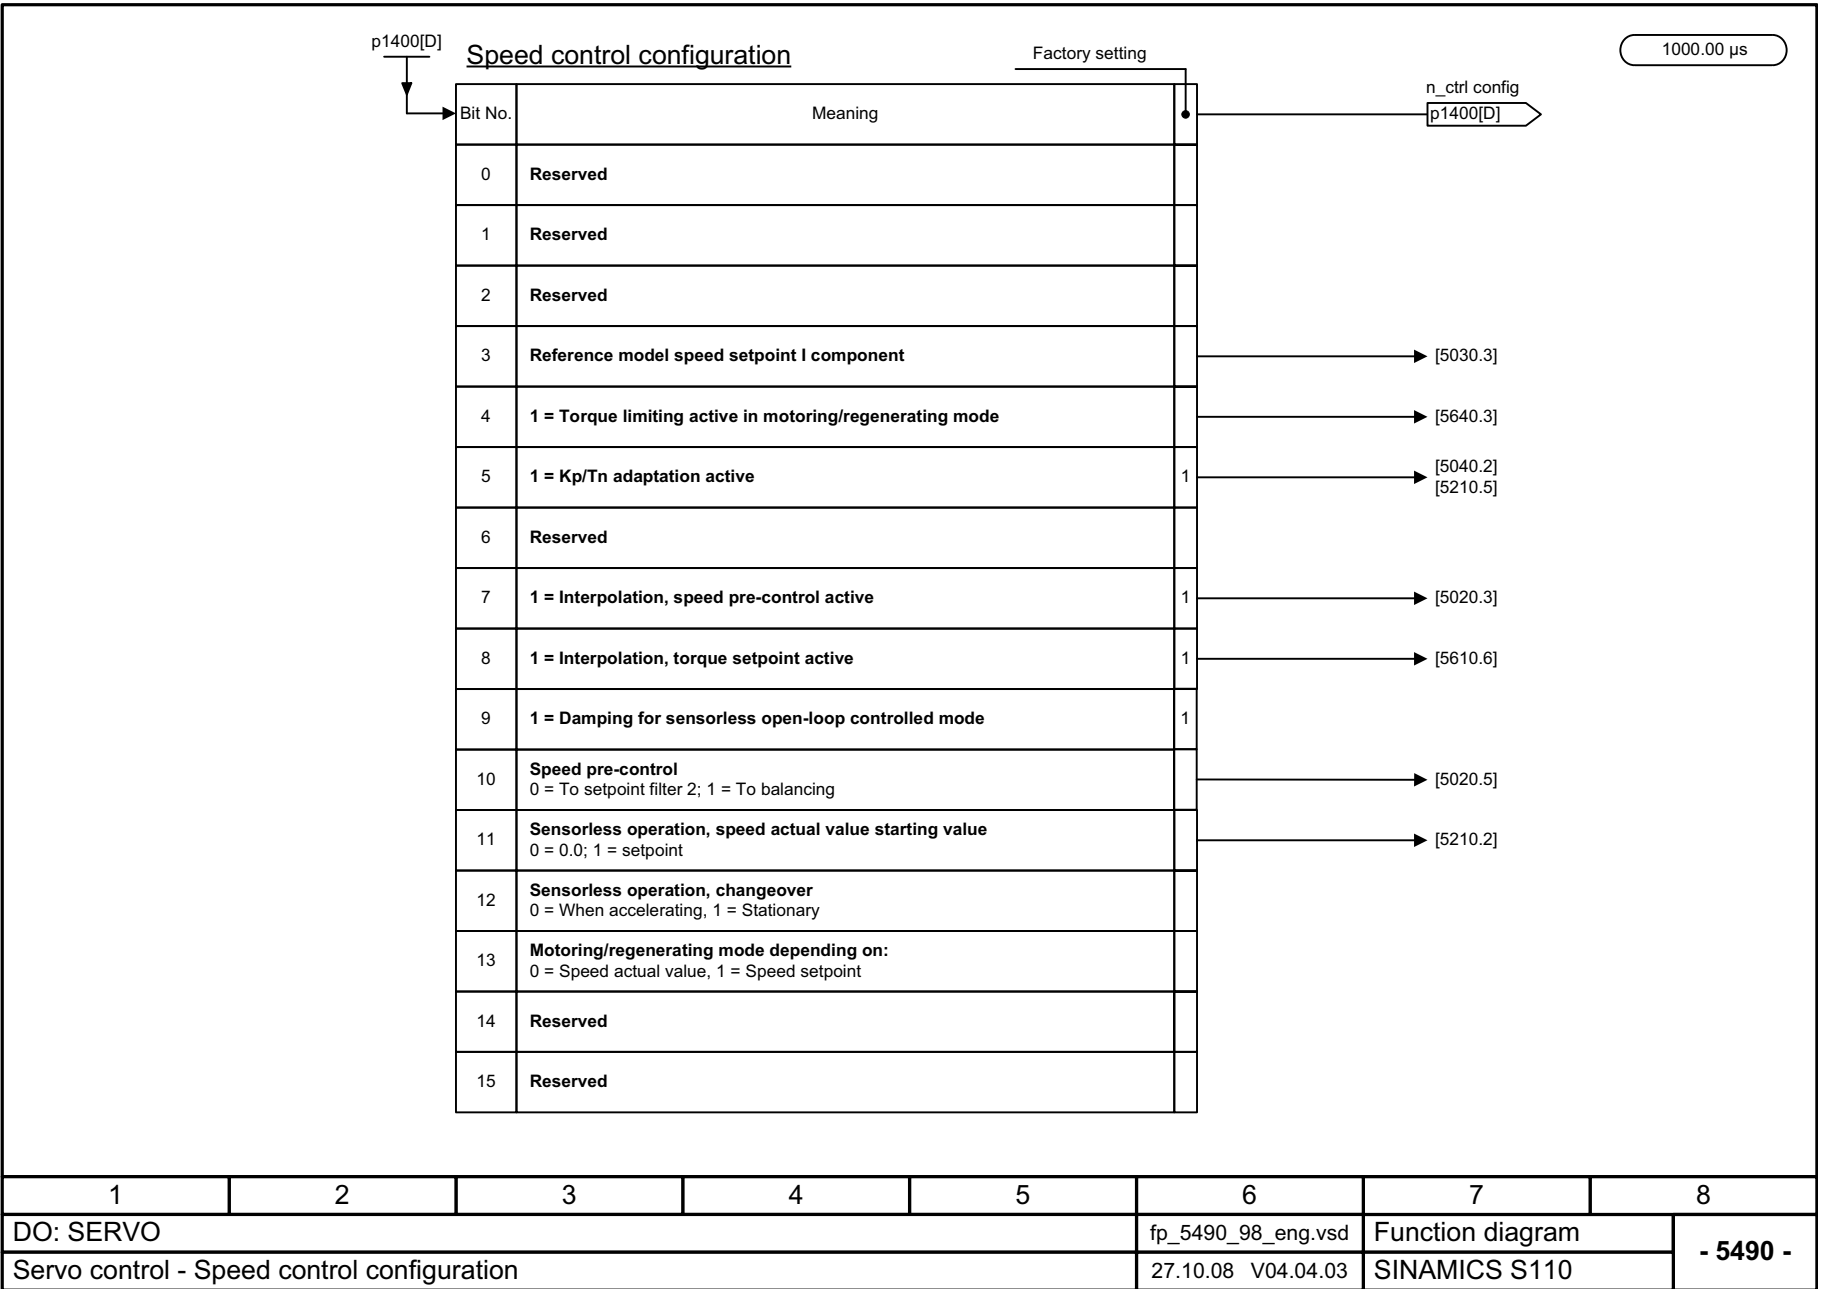 p1400[D]
Speed control configuration
Factory setting
1000.00 µs
n_ctrl config
p1400[D]
Bit No. Meaning
0 Reserved
1 Reserved
2 Reserved
3 Reference model speed setpoint I component [5030.3]
4 1 = Torque limiting active in motoring/regenerating mode [5640.3]
5 1 = Kp/Tn adaptation active 1 [5040.2]
[5210.5]
6 Reserved
7 1 = Interpolation, speed pre-control active 1 [5020.3]
8 1 = Interpolation, torque setpoint active 1 [5610.6]
9 1 = Damping for sensorless open-loop controlled mode 1
10 Speed pre-control
0 = To setpoint filter 2; 1 = To balancing [5020.5]
11 Sensorless operation, speed actual value starting value
0 = 0.0; 1 = setpoint [5210.2]
12 Sensorless operation, changeover
0 = When accelerating, 1 = Stationary
13 Motoring/regenerating mode depending on:
0 = Speed actual value, 1 = Speed setpoint
14 Reserved
15 Reserved
1 2 3 4 5 6 7 8
DO: SERVO fp_5490_98_eng.vsd Function diagram
- 5490 -
Servo control - Speed control configuration 27.10.08 V04.04.03 SINAMICS S110